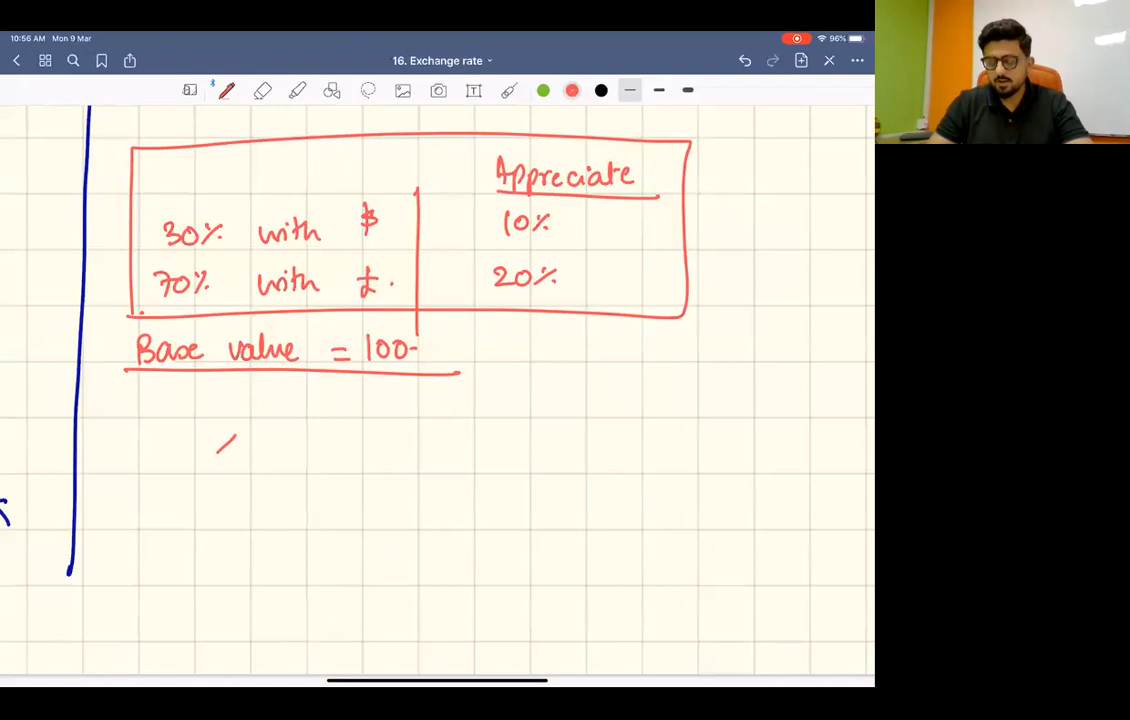 10:56 AM Mon 9 Mar
96%
16. Exchange rate
Appreciate
30% with $ 10%
70% with £. 20%
Base value = 100